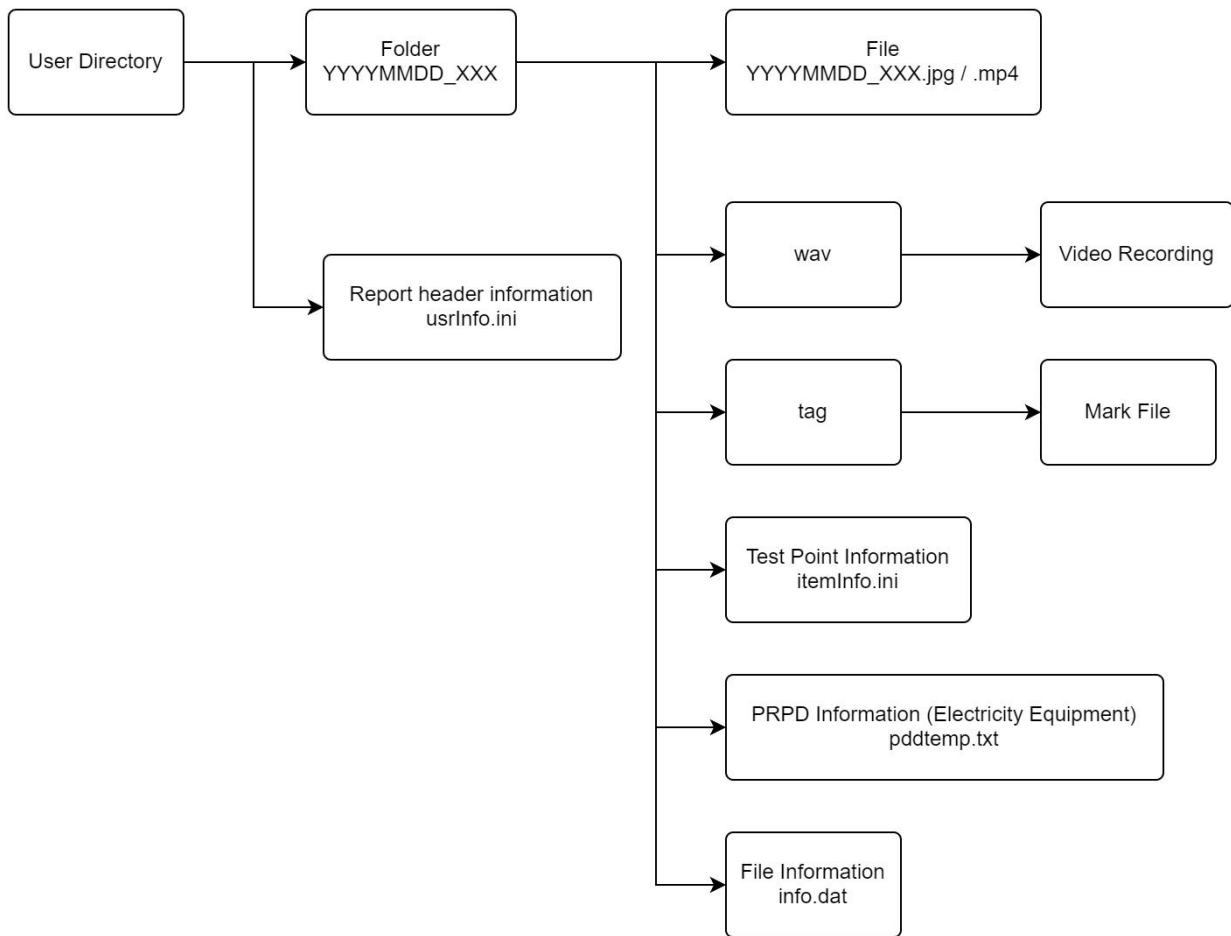 User Directory
Folder
YYYYMMDD_XXX
File
YYYYMMDD_XXX.jpg / .mp4
wav
Video Recording
Report header information
usrInfo.ini
tag
Mark File
Test Point Information
itemInfo.ini
PRPD Information (Electricity Equipment)
pddtemp.txt
File Information
info.dat